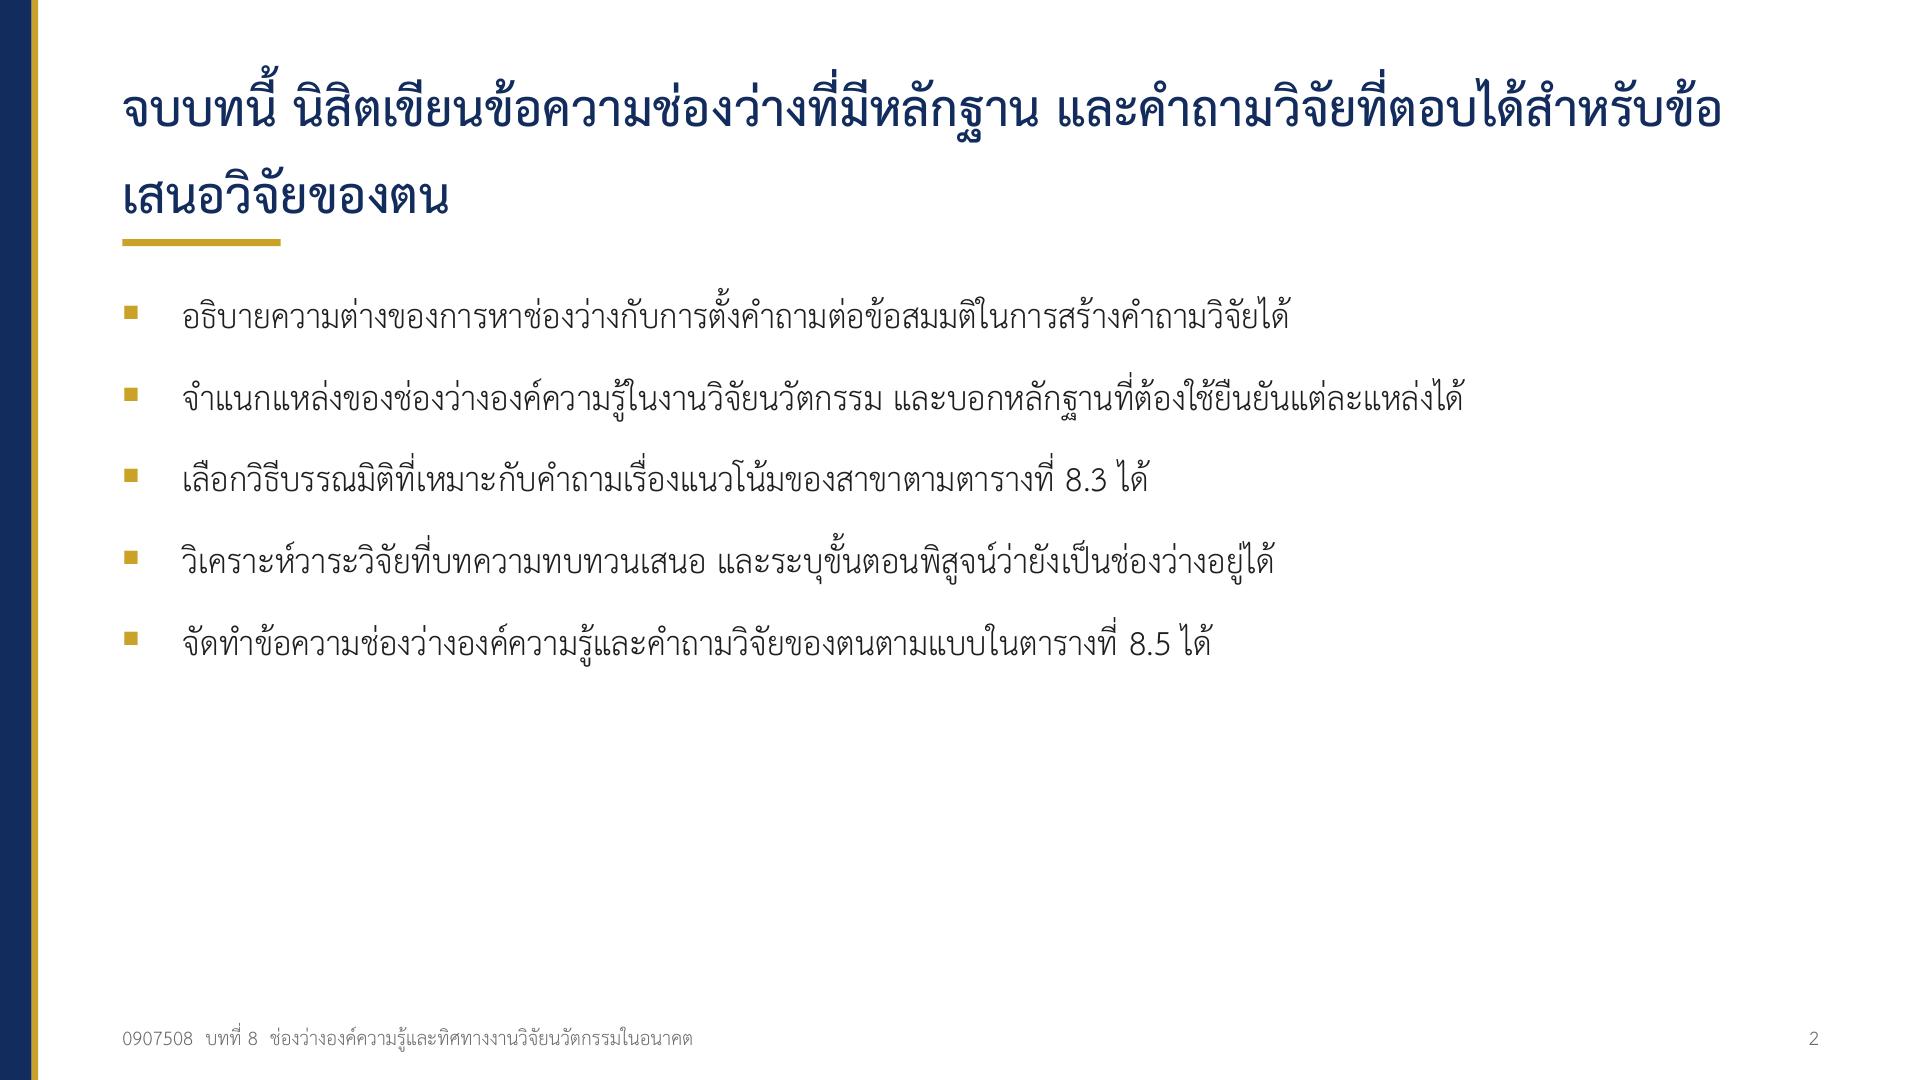 จบบทนี้ นิสิตเขียนข้อความช่องว่างที่มีหลักฐาน และคำถามวิจัยที่ตอบได้สำหรับข้อ
เสนอวิจัยของตน
▪ อธิบายความต่างของการหาช่องว่างกับการตั้งคำถามต่อข้อสมมติในการสร้างคำถามวิจัยได้
▪ จำแนกแหล่งของช่องว่างองค์ความรู้ในงานวิจัยนวัตกรรม และบอกหลักฐานที่ต้องใช้ยืนยันแต่ละแหล่งได้
▪ เลือกวิธีบรรณมิติที่เหมาะกับคำถามเรื่องแนวโน้มของสาขาตามตารางที่ 8.3 ได้
▪ วิเคราะห์วาระวิจัยที่บทความทบทวนเสนอ และระบุขั้นตอนพิสูจน์ว่ายังเป็นช่องว่างอยู่ได้
▪ จัดทำข้อความช่องว่างองค์ความรู้และคำถามวิจัยของตนตามแบบในตารางที่ 8.5 ได้
0907508 บทที่ 8 ช่องว่างองค์ความรู้และทิศทางงานวิจัยนวัตกรรมในอนาคต
2